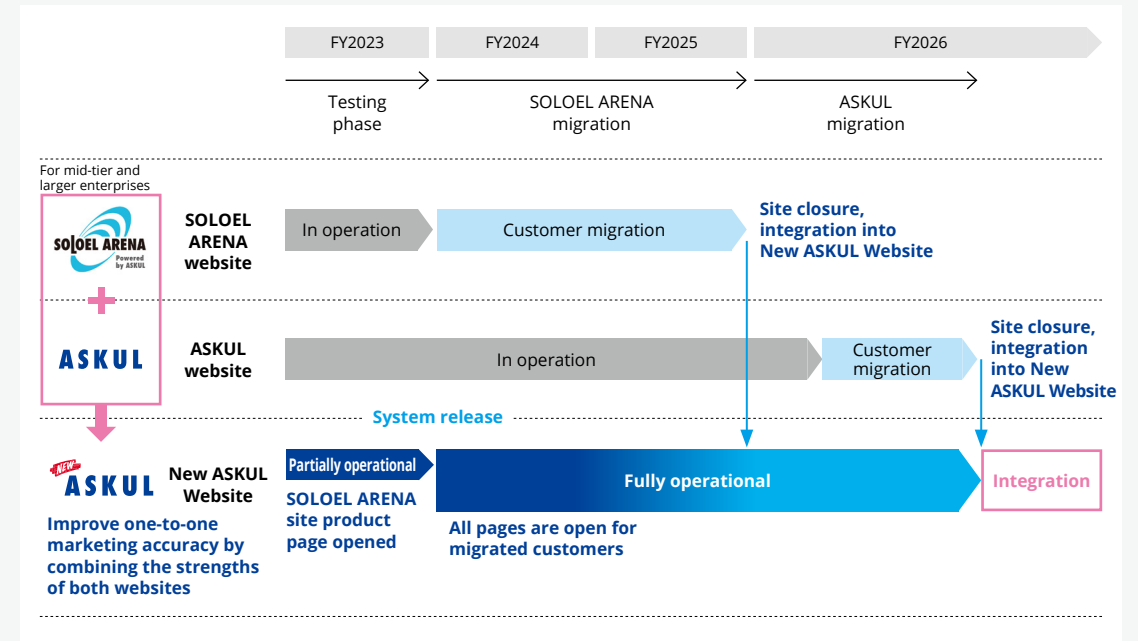 FY2023
FY2024
FY2025
FY2026
Testing
phase
SOLOEL ARENA
migration
ASKUL
migration
For mid-tier and
larger enterprises
SOLOEL ARENA
Powered
by ASKUL
SOLOEL
ARENA
website
In operation
Customer migration
Site closure,
integration into
New ASKUL Website
ASKUL
ASKUL
website
In operation
Customer
migration
Site closure,
integration
into New
ASKUL Website
System release
NEW
ASKUL
New ASKUL
Website
Partially operational
Fully operational
Integration
SOLOEL ARENA
site product
page opened
All pages are open for
migrated customers
Improve one-to-one
marketing accuracy by
combining the strengths
of both websites